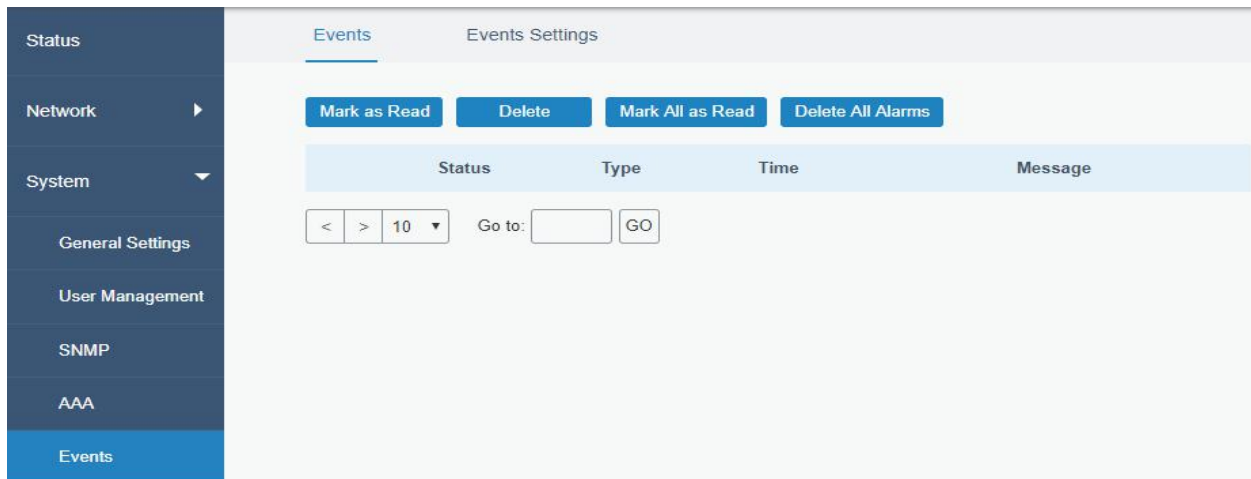 Status
Network
System
General Settings
User Management
SNMP
AAA
Events
Events Events Settings
Mark as Read Delete Mark All as Read Delete All Alarms
Status Type Time Message
< > 10 Go to: GO